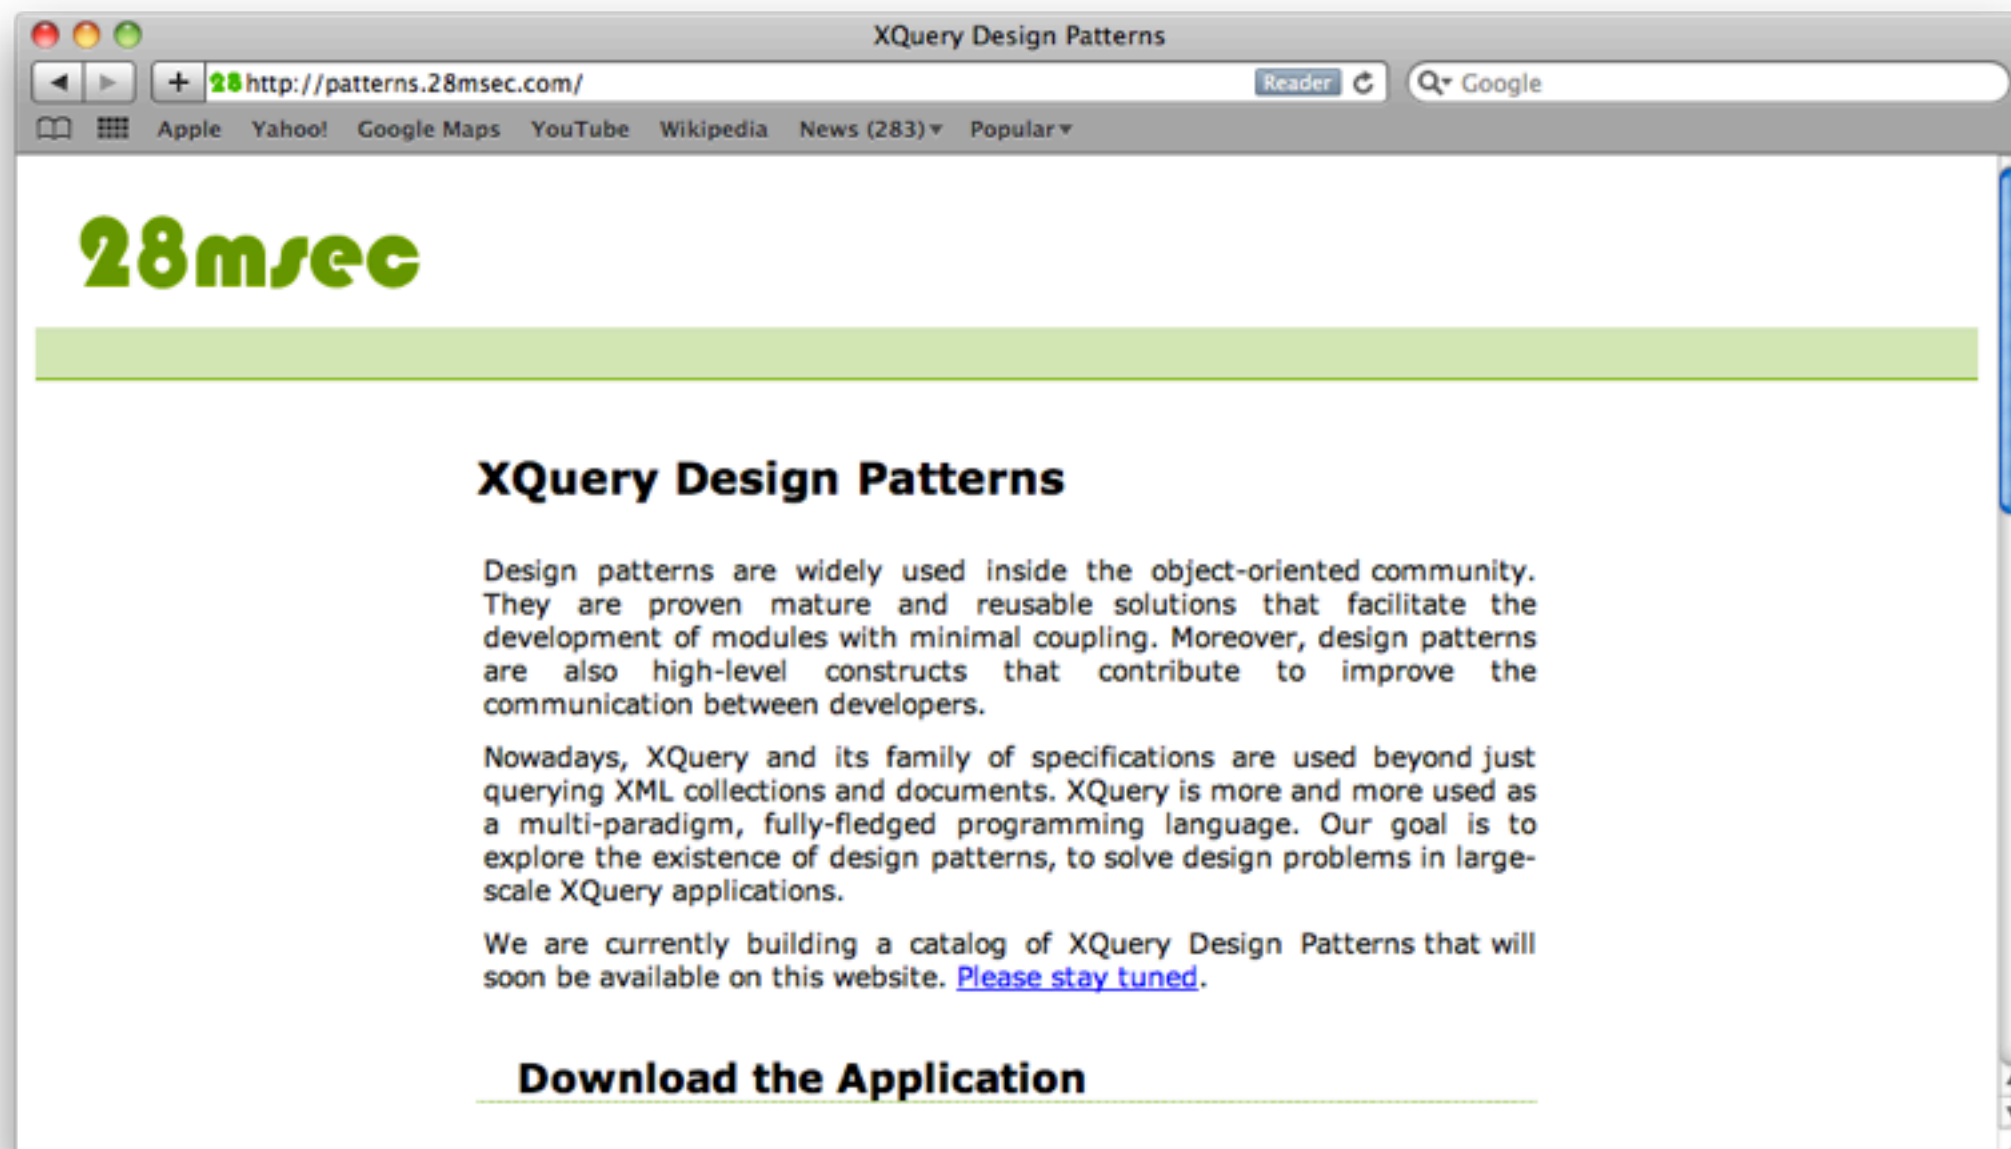 XQuery Design Patterns
28 http://patterns.28msec.com/ Reader Google
Apple Yahoo! Google Maps YouTube Wikipedia News (283) Popular
28msec
XQuery Design Patterns
Design patterns are widely used inside the object-oriented community.
They are proven mature and reusable solutions that facilitate the
development of modules with minimal coupling. Moreover, design patterns
are also high-level constructs that contribute to improve the
communication between developers.
Nowadays, XQuery and its family of specifications are used beyond just
querying XML collections and documents. XQuery is more and more used as
a multi-paradigm, fully-fledged programming language. Our goal is to
explore the existence of design patterns, to solve design problems in large-
scale XQuery applications.
We are currently building a catalog of XQuery Design Patterns that will
soon be available on this website. Please stay tuned.
Download the Application